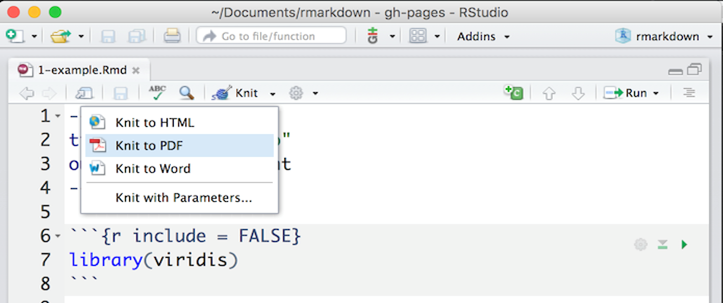 ~/Documents/rmarkdown - gh-pages - RStudio
Go to file/function
Addins
rmarkdown
1-example.Rmd
ABC
Knit
Run
1 -
Knit to HTML
2 t
Knit to PDF
"
3 o
Knit to Word
t
4 -
Knit with Parameters...
5
6 ```{r include = FALSE}
7 library(viridis)
8 ```